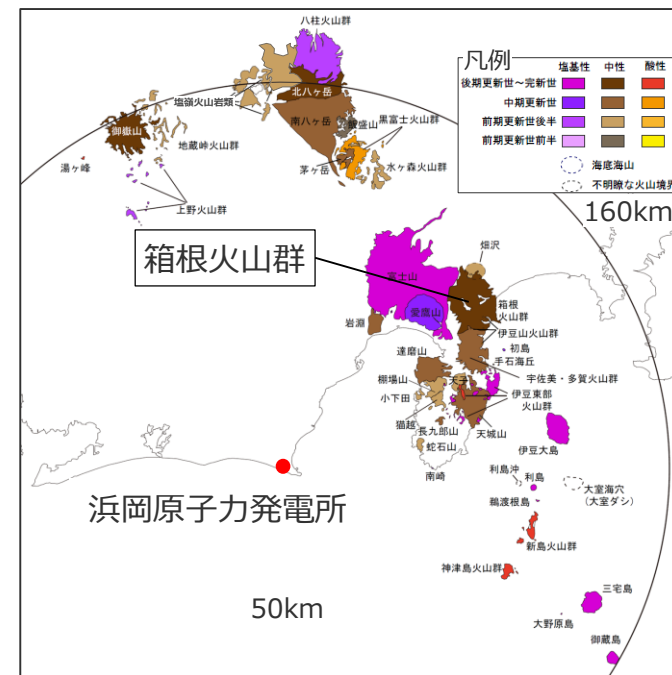 八柱火山群
凡例
塩基性 中性 酸性
後期更新世～完新世
中期更新世
前期更新世後半
前期更新世前半
海底海山
不明瞭な火山境界
160km
塩嶺火山岩類
北八ヶ岳
御嶽山
南八ヶ岳
飯盛山
黒富士火山群
地蔵峠火山群
湯ヶ峰
茅ヶ岳
水ヶ森火山群
上野火山群
箱根火山群
畑沢
富士山
箱根
火山群
愛鷹山
岩淵
伊豆山火山群
初島
達磨山
手石海丘
宇佐美・多賀火山群
棚場山
天子
小下田
伊豆東部
火山群
猫越
長九郎山
天城山
蛇石山
伊豆大島
南崎
利島沖
利島
大室海穴
(大室ダシ)
鵜渡根島
浜岡原子力発電所
新島火山群
神津島火山群
50km
三宅島
大野原島
御蔵島